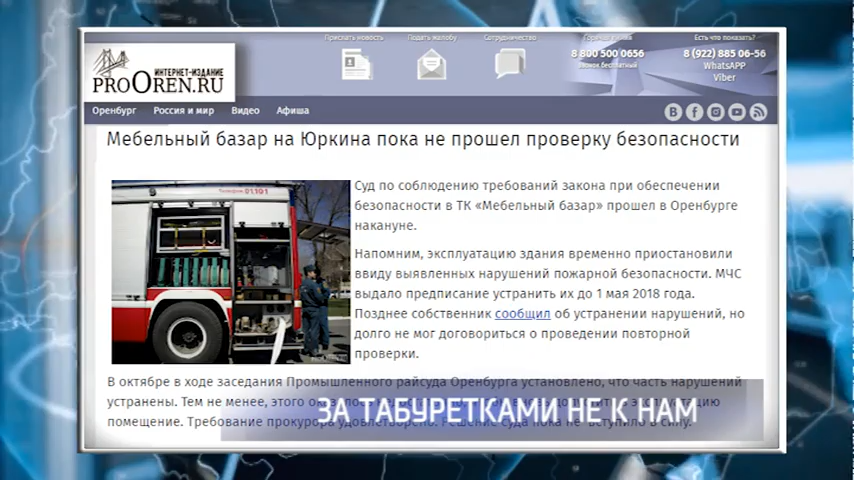 Прислать новость
Подать жалобу
Сотрудничество
Есть что показать?
8 800 500 0656
звонок бесплатный
8 (922) 885 06-56
WhatsAPP
Viber
ИНТЕРНЕТ-ИЗДАНИЕ
PROOREN.RU
Оренбург Россия и мир Видео Афиша
Мебельный базар на Юркина пока не прошел проверку безопасности
Телефон 01101
Суд по соблюдению требований закона при обеспечении
безопасности в ТК «Мебельный базар» прошел в Оренбурге
накануне.
Напомним, эксплуатацию здания временно приостановили
ввиду выявленных нарушений пожарной безопасности. МЧС
выдало предписание устранить их до 1 мая 2018 года.
Позднее собственник сообщил об устранении нарушений, но
долго не мог договориться о проведении повторной
проверки.
В октябре в ходе заседания Промышленного райсуда Оренбурга установлено, что часть нарушений
устранены. Тем не менее, этого
помещение. Требование прокурора удовлетворено. Решение суда пока не вступило в силу.
ЗА ТАБУРЕТКАМИ НЕ К НАМ